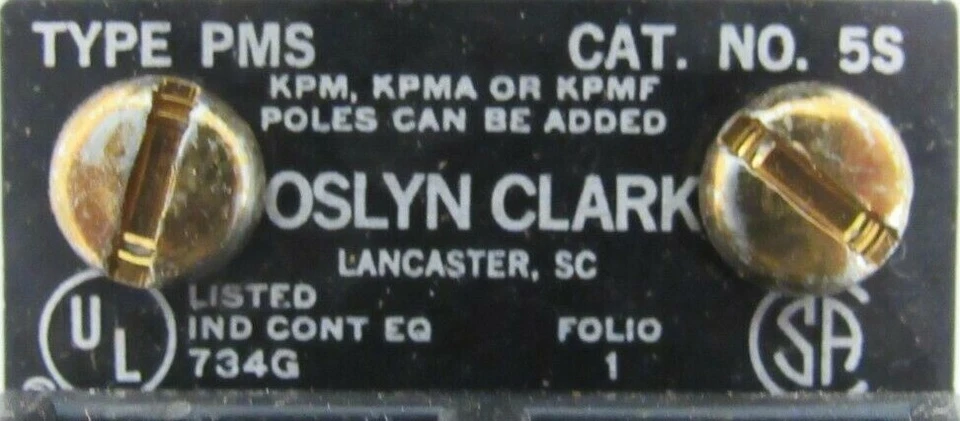 TYPE PMS CAT. NO. 5S
KPM, KPMA OR KPMF
POLES CAN BE ADDED
OSLYN CLARK
LANCASTER, SC
UL LISTED
IND CONT EQ FOLIO
734G 1
SA
®